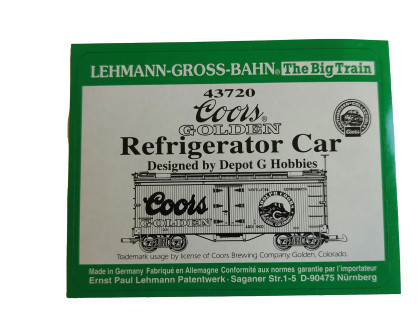 LEHMANN-GROSS-BAHN® The Big Train
43720
Coors®
GOLDEN
Refrigerator Car
Designed by Depot G Hobbies
Coors
Coors
GOLDEN
Trademark usage by license of Coors Brewing Company, Golden, Colorado.
Made in Germany Fabriqué en Allemagne Conformité aux normes garantie par l'importateur
Ernst Paul Lehmann Patentwerk · Saganer Str.1-5 D-90475 Nürnberg